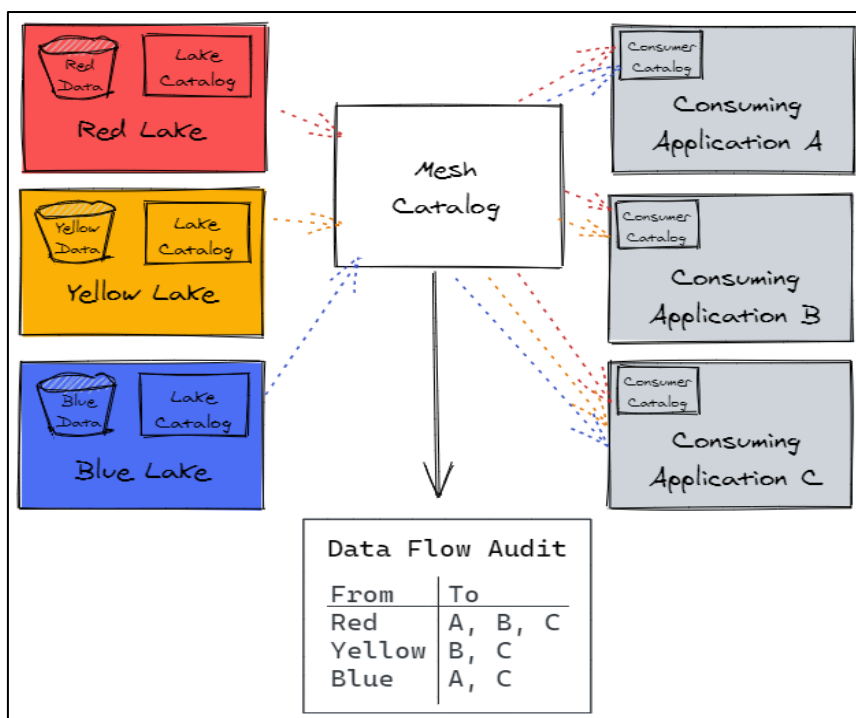 Red
Data
Lake
Catalog
Red Lake
Yellow
Data
Lake
Catalog
Yellow Lake
Blue
Data
Lake
Catalog
Blue Lake
Mesh
Catalog
Consumer
Catalog
Consuming
Application A
Consumer
Catalog
Consuming
Application B
Consumer
Catalog
Consuming
Application C
Data Flow Audit
From To
Red A, B, C
Yellow B, C
Blue A, C